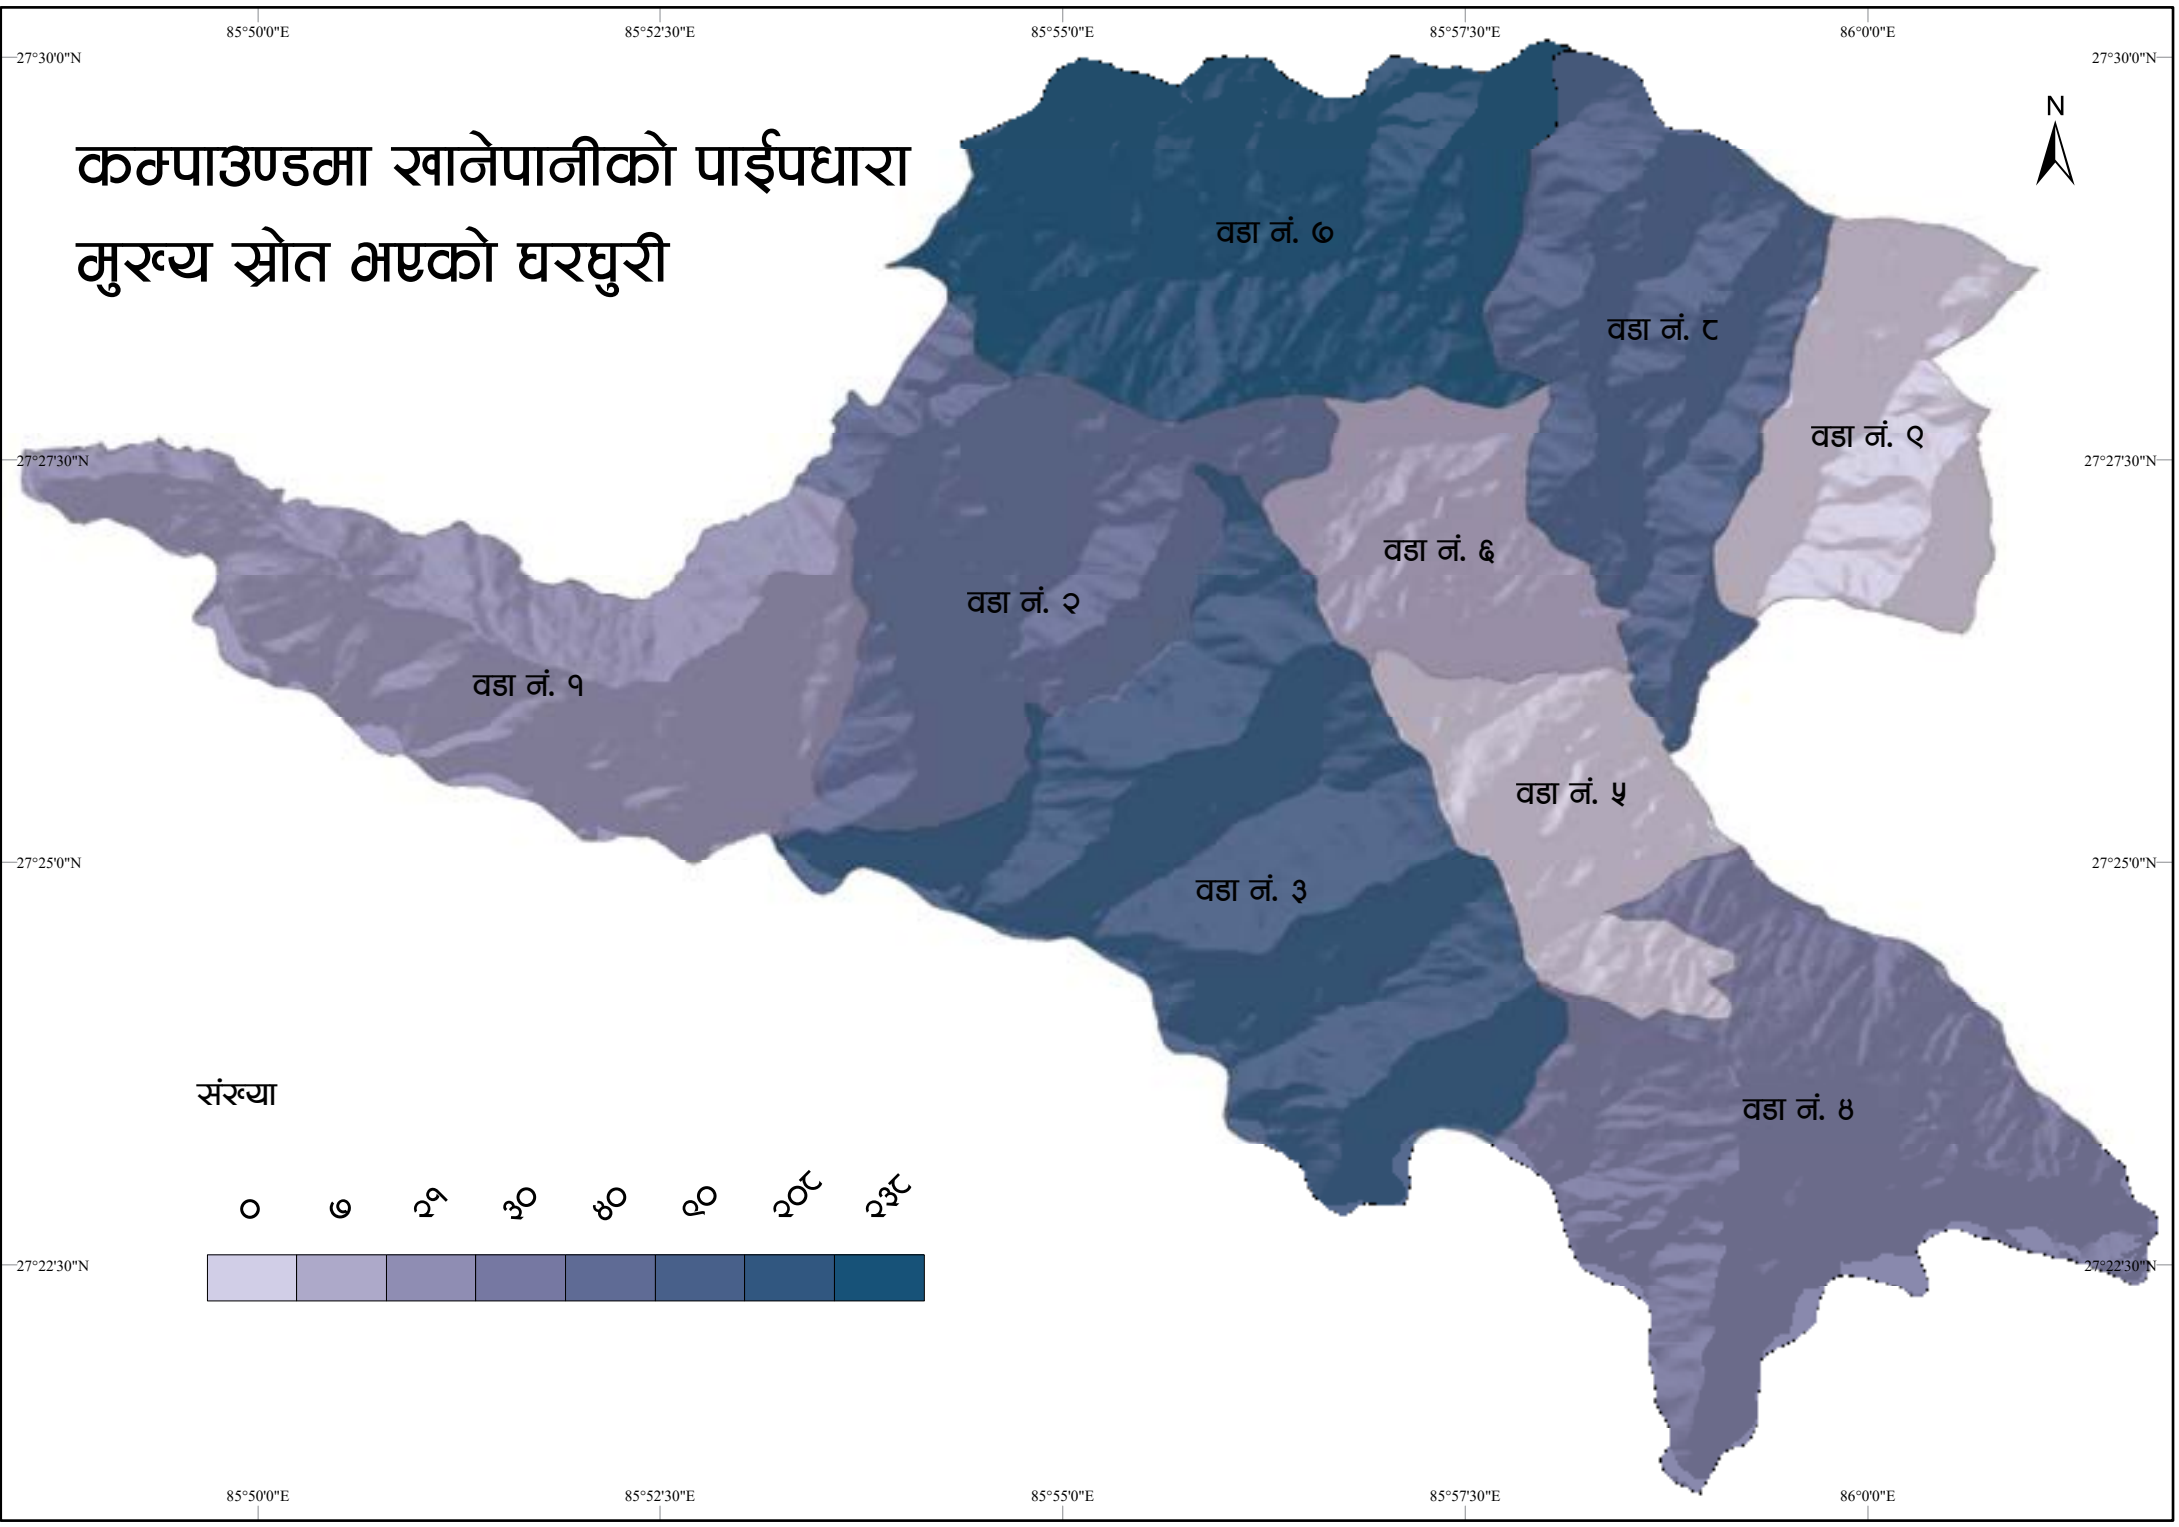 85°50'0"E 85°52'30"E 85°55'0"E 85°57'30"E 86°0'0"E
27°30'0"N 27°30'0"N
N
कम्पाउण्डमा खानेपानीको पाईपधारा
मुख्य स्रोत भएको घरघुरी
वडा नं. ७
वडा नं. ८
वडा नं. ९
27°27'30"N 27°27'30"N
वडा नं. ६
वडा नं. २
वडा नं. १
वडा नं. ५
27°25'0"N 27°25'0"N
वडा नं. ३
संख्या
वडा नं. ४
० ७ २१ ३० ४० ९० २०८ २३८
27°22'30"N 27°22'30"N
85°50'0"E 85°52'30"E 85°55'0"E 85°57'30"E 86°0'0"E